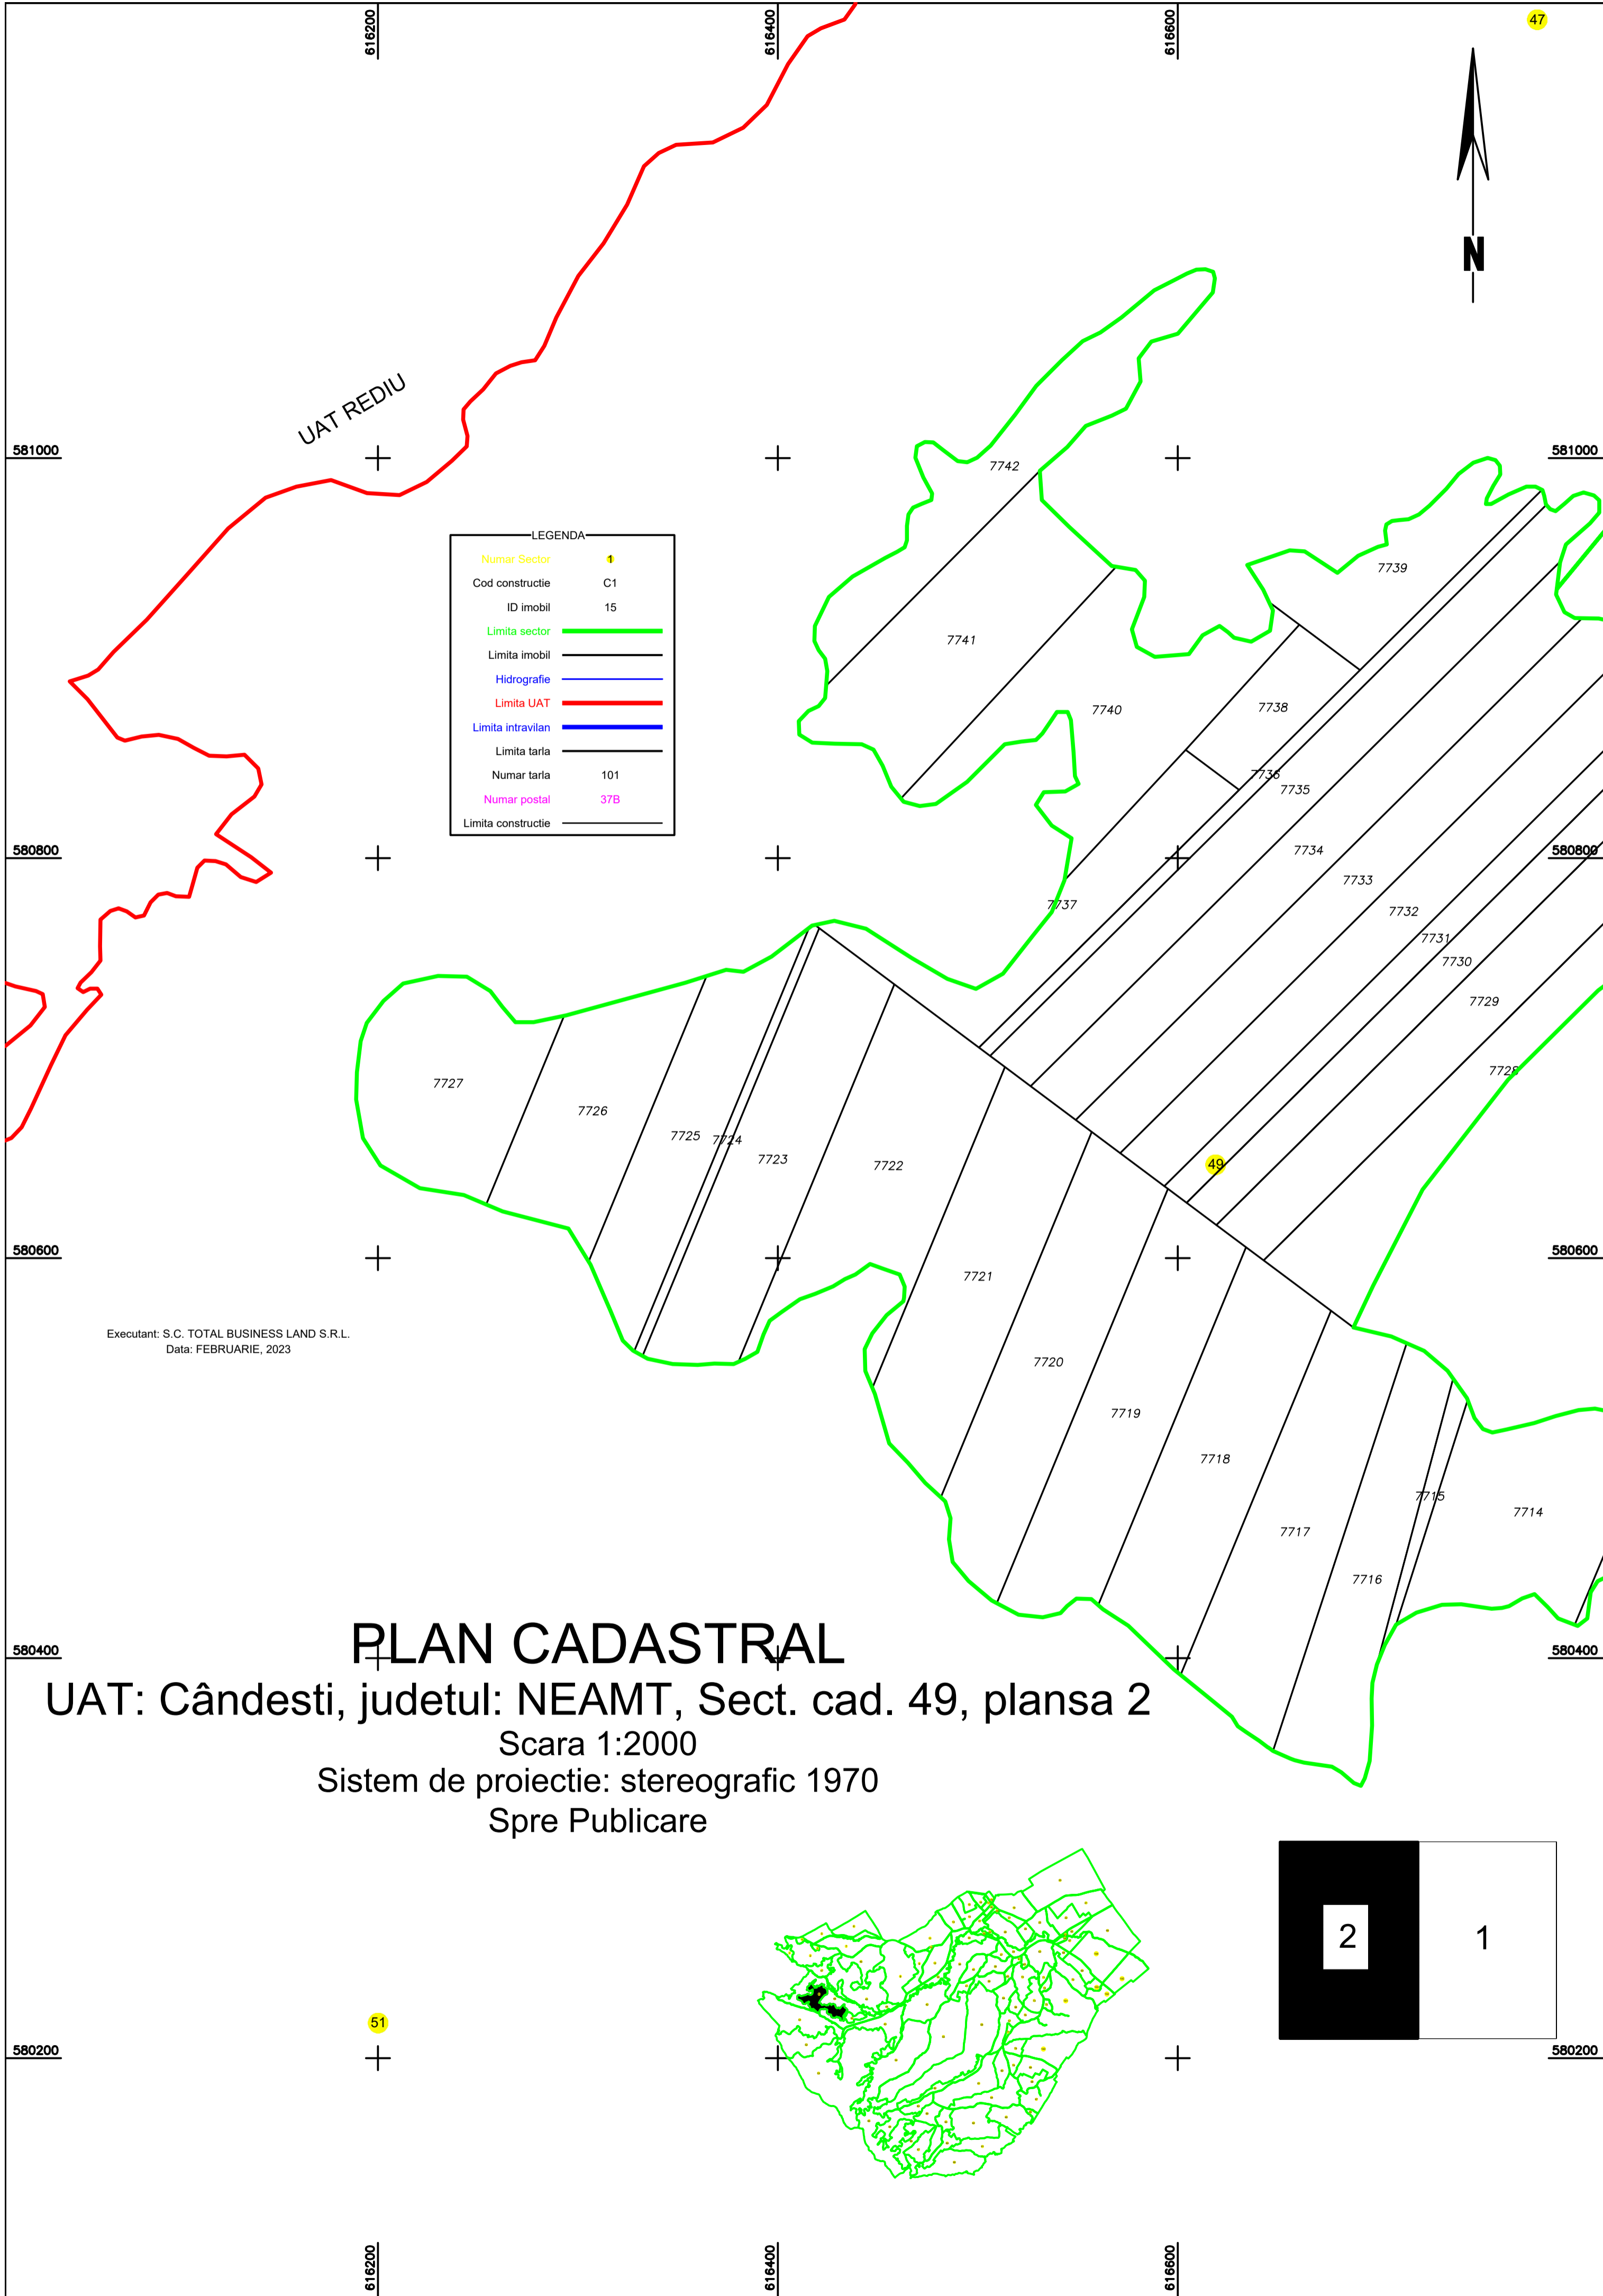 616200
616400
616600
47
N
UAT REDIU
581000
581000
7742
7739
7741
7740
7738
7736
7735
7734
7733
7732
7731
7730
7729
7728
7737
LEGENDA
Numar Sector 1
Cod constructie C1
ID imobil 15
Limita sector
Limita imobil
Hidrografie
Limita UAT
Limita intravilan
Limita tarla
Numar tarla 101
Numar postal 37B
Limita constructie
580800
580800
7727
7726
7725
7724
7723
7722
49
580600
580600
7721
7720
7719
7718
7717
7716
7715
7714
Executant: S.C. TOTAL BUSINESS LAND S.R.L.
Data: FEBRUARIE, 2023
580400
580400
PLAN CADASTRAL
UAT: Cândesti, judetul: NEAMT, Sect. cad. 49, plansa 2
Scara 1:2000
Sistem de proiectie: stereografic 1970
Spre Publicare
2
1
51
580200
580200
616200
616400
616600